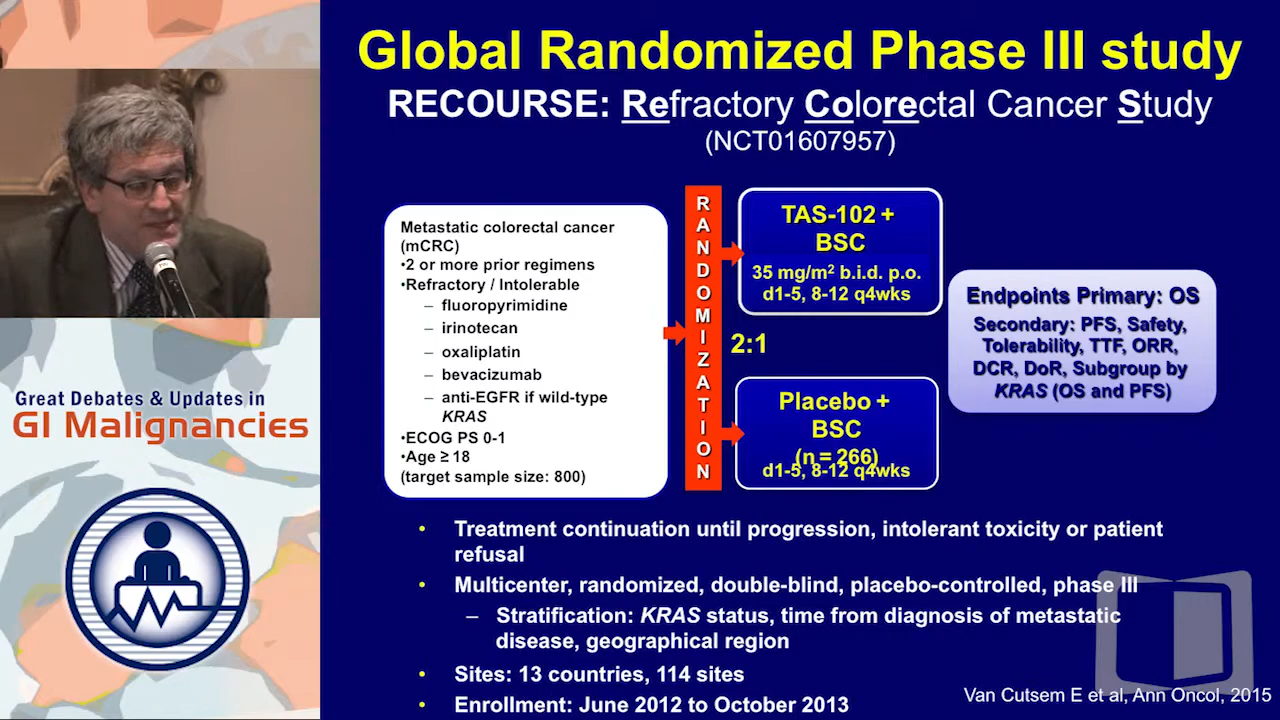 Global Randomized Phase III study
RECOURSE: Refractory Colorectal Cancer Study
(NCT01607957)
Metastatic colorectal cancer
(mCRC)
•2 or more prior regimens
•Refractory / Intolerable
– fluoropyrimidine
– irinotecan
– oxaliplatin
– bevacizumab
– anti-EGFR if wild-type
KRAS
•ECOG PS 0-1
•Age ≥ 18
(target sample size: 800)
RANDOMIZATION
TAS-102 +
BSC
35 mg/m² b.i.d. p.o.
d1-5, 8-12 q4wks
2:1
Placebo +
BSC
(n = 266)
d1-5, 8-12 q4wks
Endpoints Primary: OS
Secondary: PFS, Safety,
Tolerability, TTF, ORR,
DCR, DoR, Subgroup by
KRAS (OS and PFS)
Great Debates & Updates in
GI Malignancies
• Treatment continuation until progression, intolerant toxicity or patient
refusal
• Multicenter, randomized, double-blind, placebo-controlled, phase III
– Stratification: KRAS status, time from diagnosis of metastatic
disease, geographical region
• Sites: 13 countries, 114 sites
• Enrollment: June 2012 to October 2013
Van Cutsem E et al, Ann Oncol, 2015